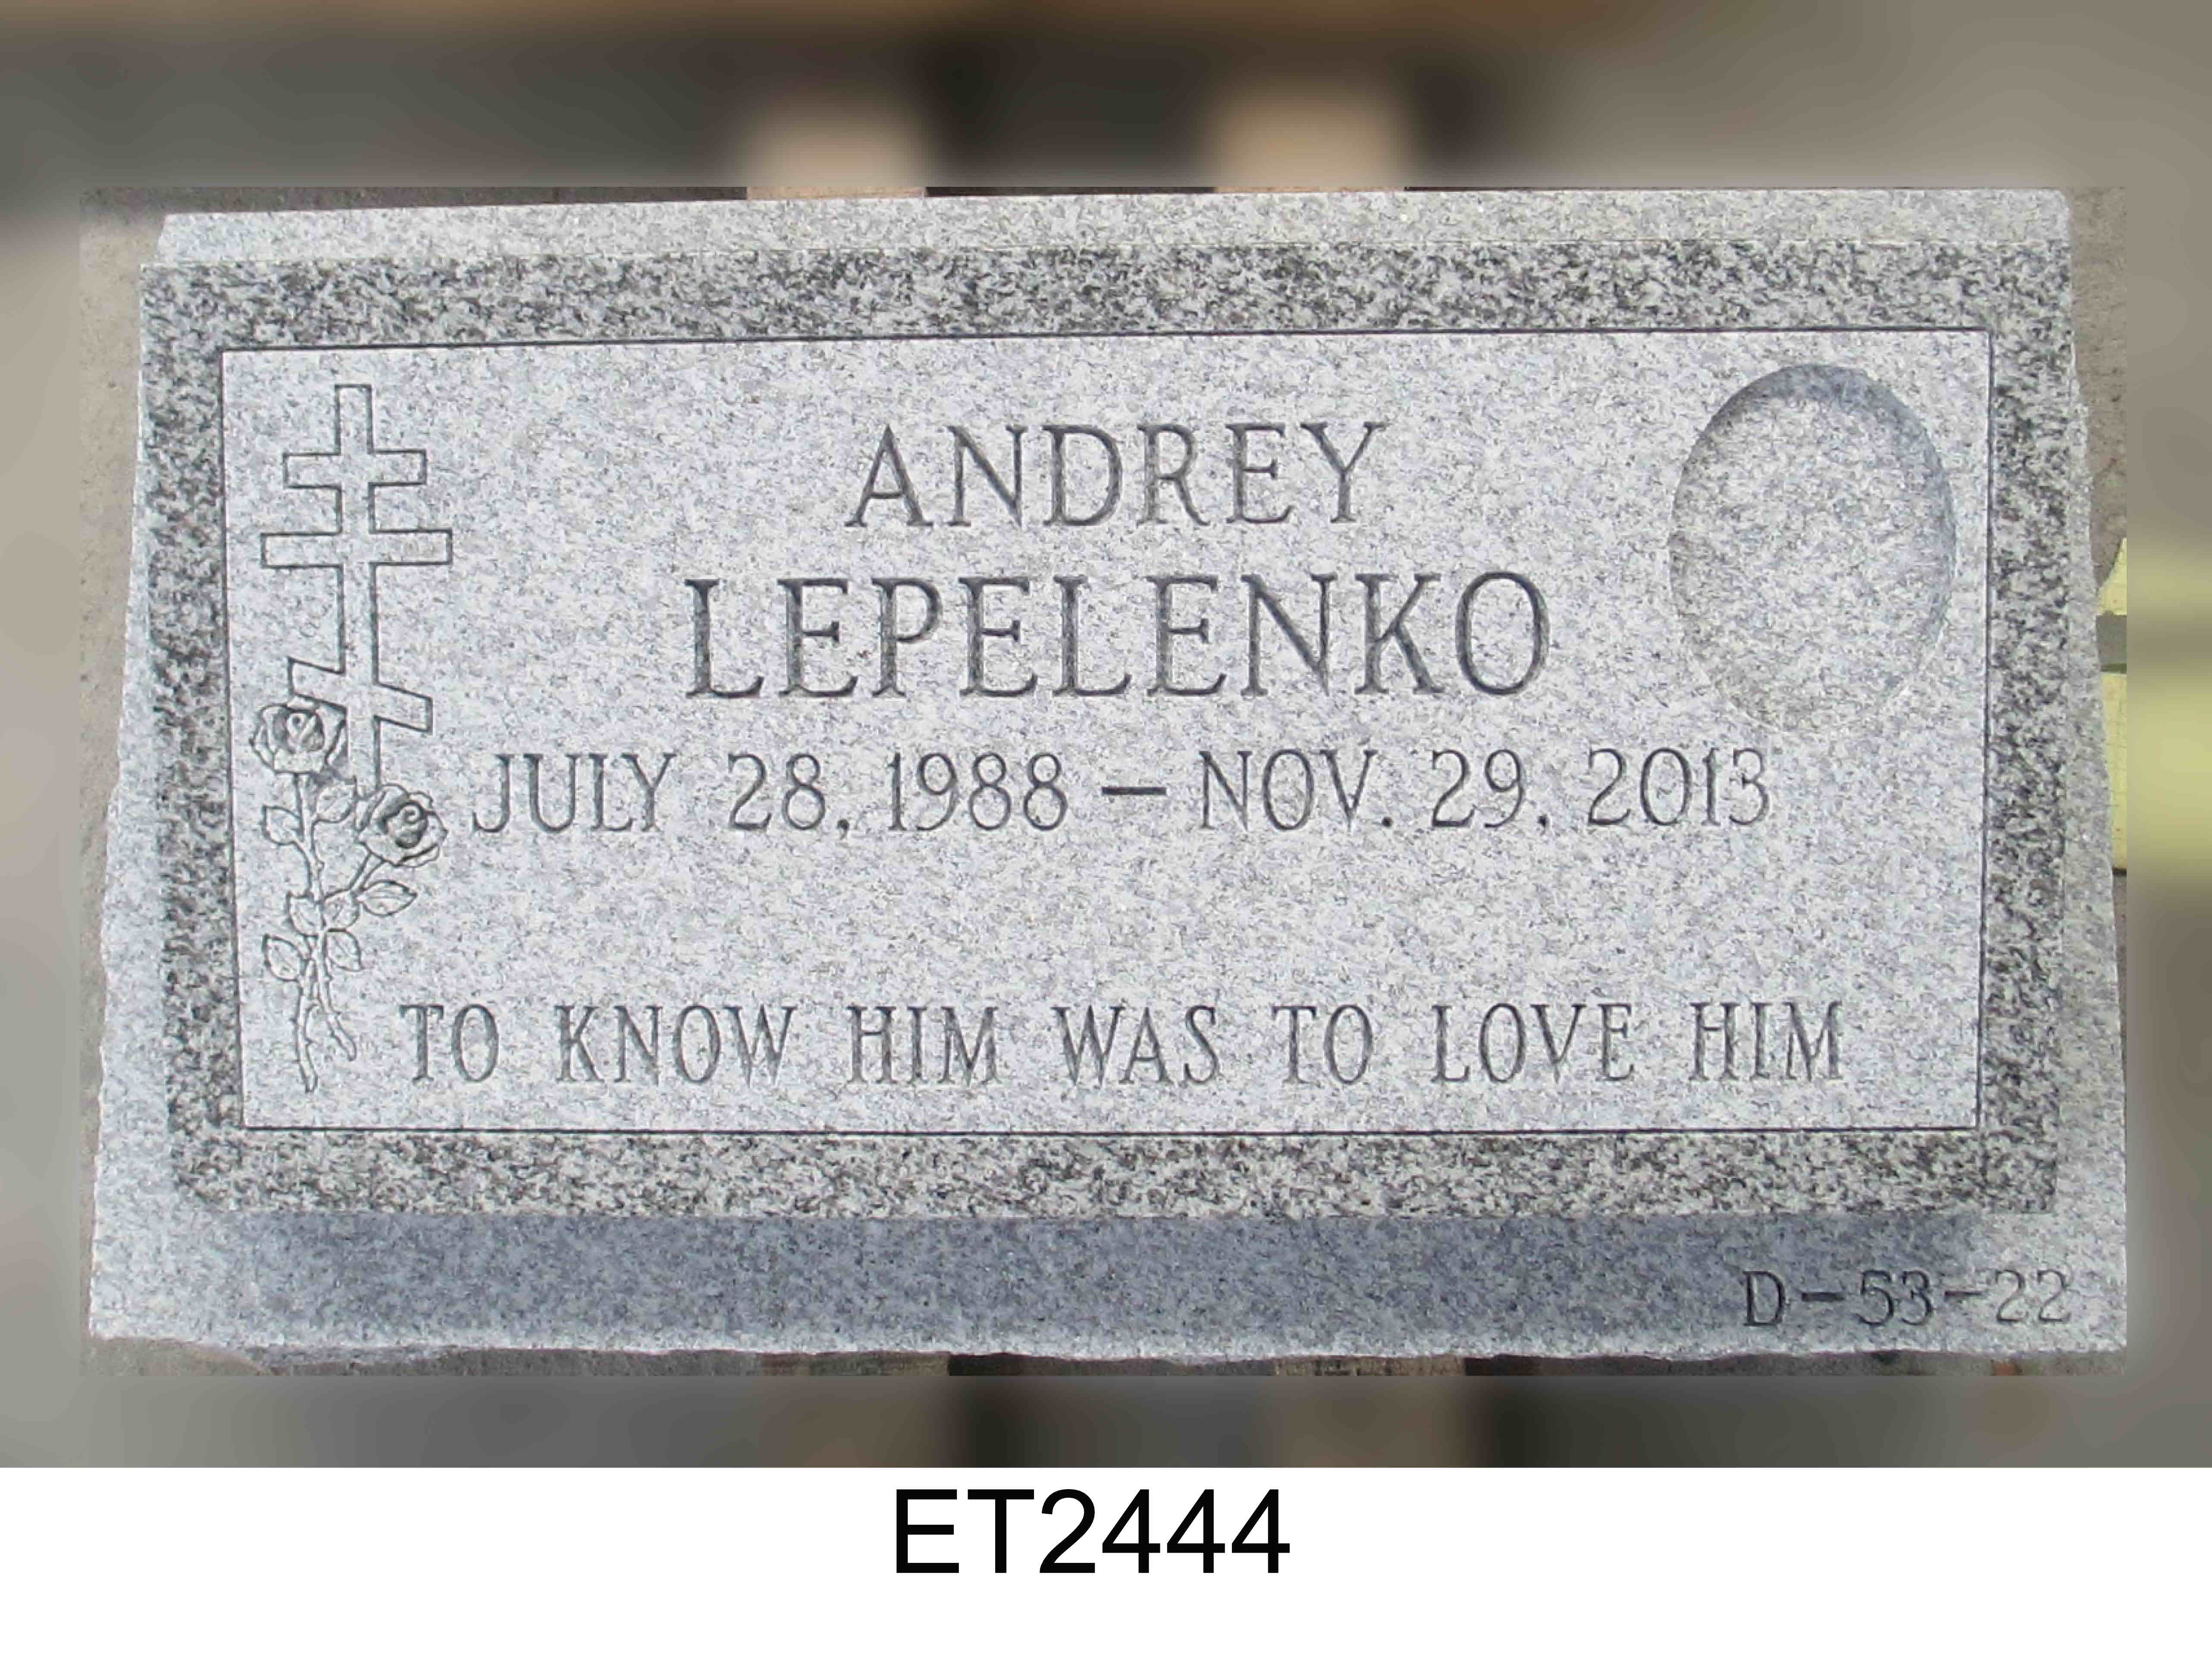 ANDREY
LEPELENKO
JULY 28, 1988 — NOV. 29, 2013
TO KNOW HIM WAS TO LOVE HIM
D-53-22
ET2444